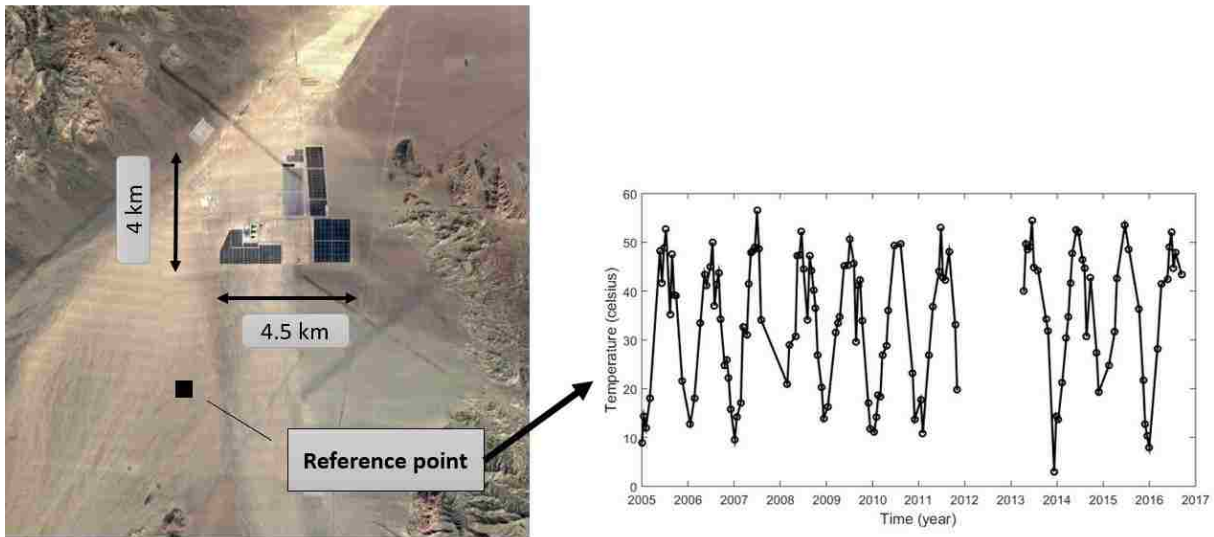 4 km
4.5 km
Reference point
Temperature (celsius)
60
50
40
30
20
10
0
2005 2006 2007 2008 2009 2010 2011 2012 2013 2014 2015 2016 2017
Time (year)